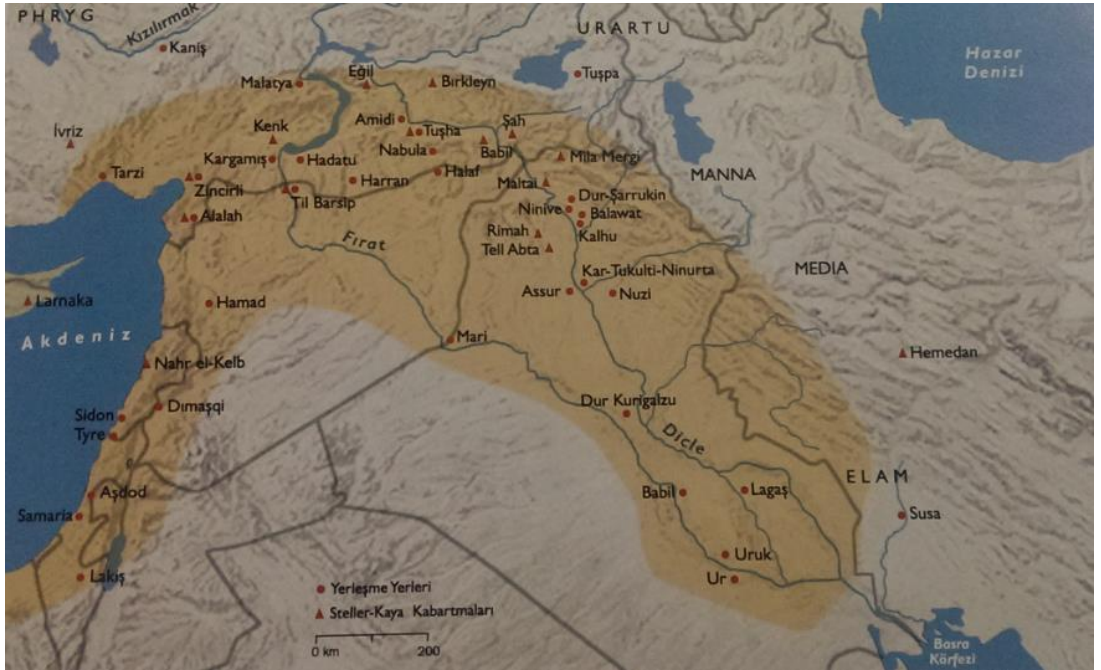 PHRYG
Kızılırmak
Kaniş
URARTU
Hazar
Denizi
Malatya
Eğil
Birkleyn
Tuşpa
İvriz
Kenk
Amidi
Tuşha
Şah
Kargamış
Hadatu
Nabula
Babil
Mila Mergi
Tarzi
Zincirli
Harran
Halaf
Maltai
MANNA
Til Barsip
Dur-Şarrukin
Ninive
Balawat
Alalah
Kalhu
Fırat
Rimah
Tell Abta
MEDIA
Kar-Tukulti-Ninurta
Larnaka
Hamad
Assur
Nuzi
Akdeniz
Mari
Hemedan
Nahr el-Kelb
Dımaşqi
Sidon
Tyre
Dur Kurigalzu
Dicle
ELAM
Aşdod
Samaria
Babil
Lagaş
Susa
Uruk
Lakiş
Ur
Yerleşme Yerleri
Steller-Kaya Kabartmaları
0 km 200
Basra
Körfezi